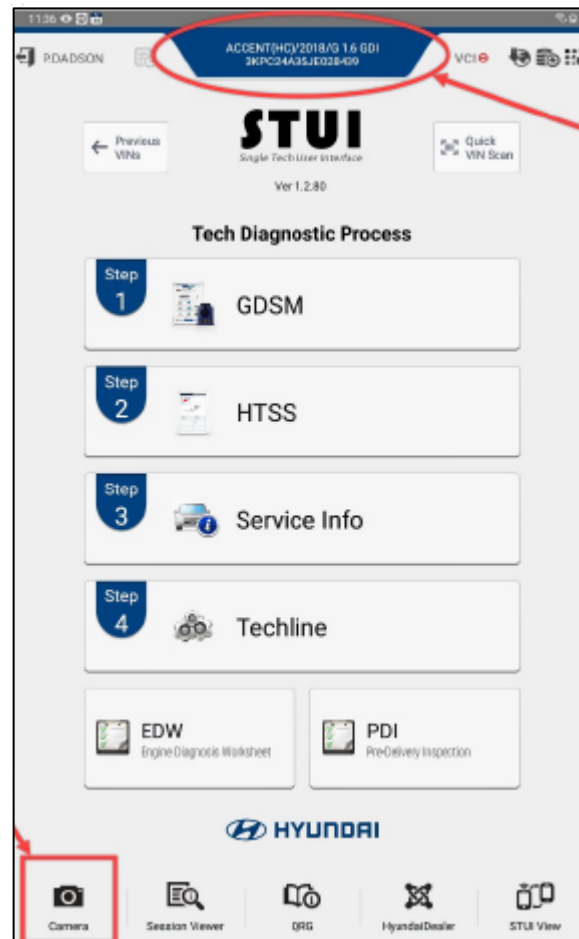 11:36
P.DADSON
ACCENT(HC)/2018/G 1.6 GDI
3KPC24A35JE028439
VCI
Previous
VINs
STUI
Single Tech User Interface
Quick
VIN Scan
Ver 1.2.80
Tech Diagnostic Process
Step
1
GDSM
Step
2
HTSS
Step
3
Service Info
Step
4
Techline
EDW
Engine Diagnosis Worksheet
PDI
Pre-Delivery Inspection
HYUNDAI
Camera
Session Viewer
QRG
HyundaiDealer
STUI View